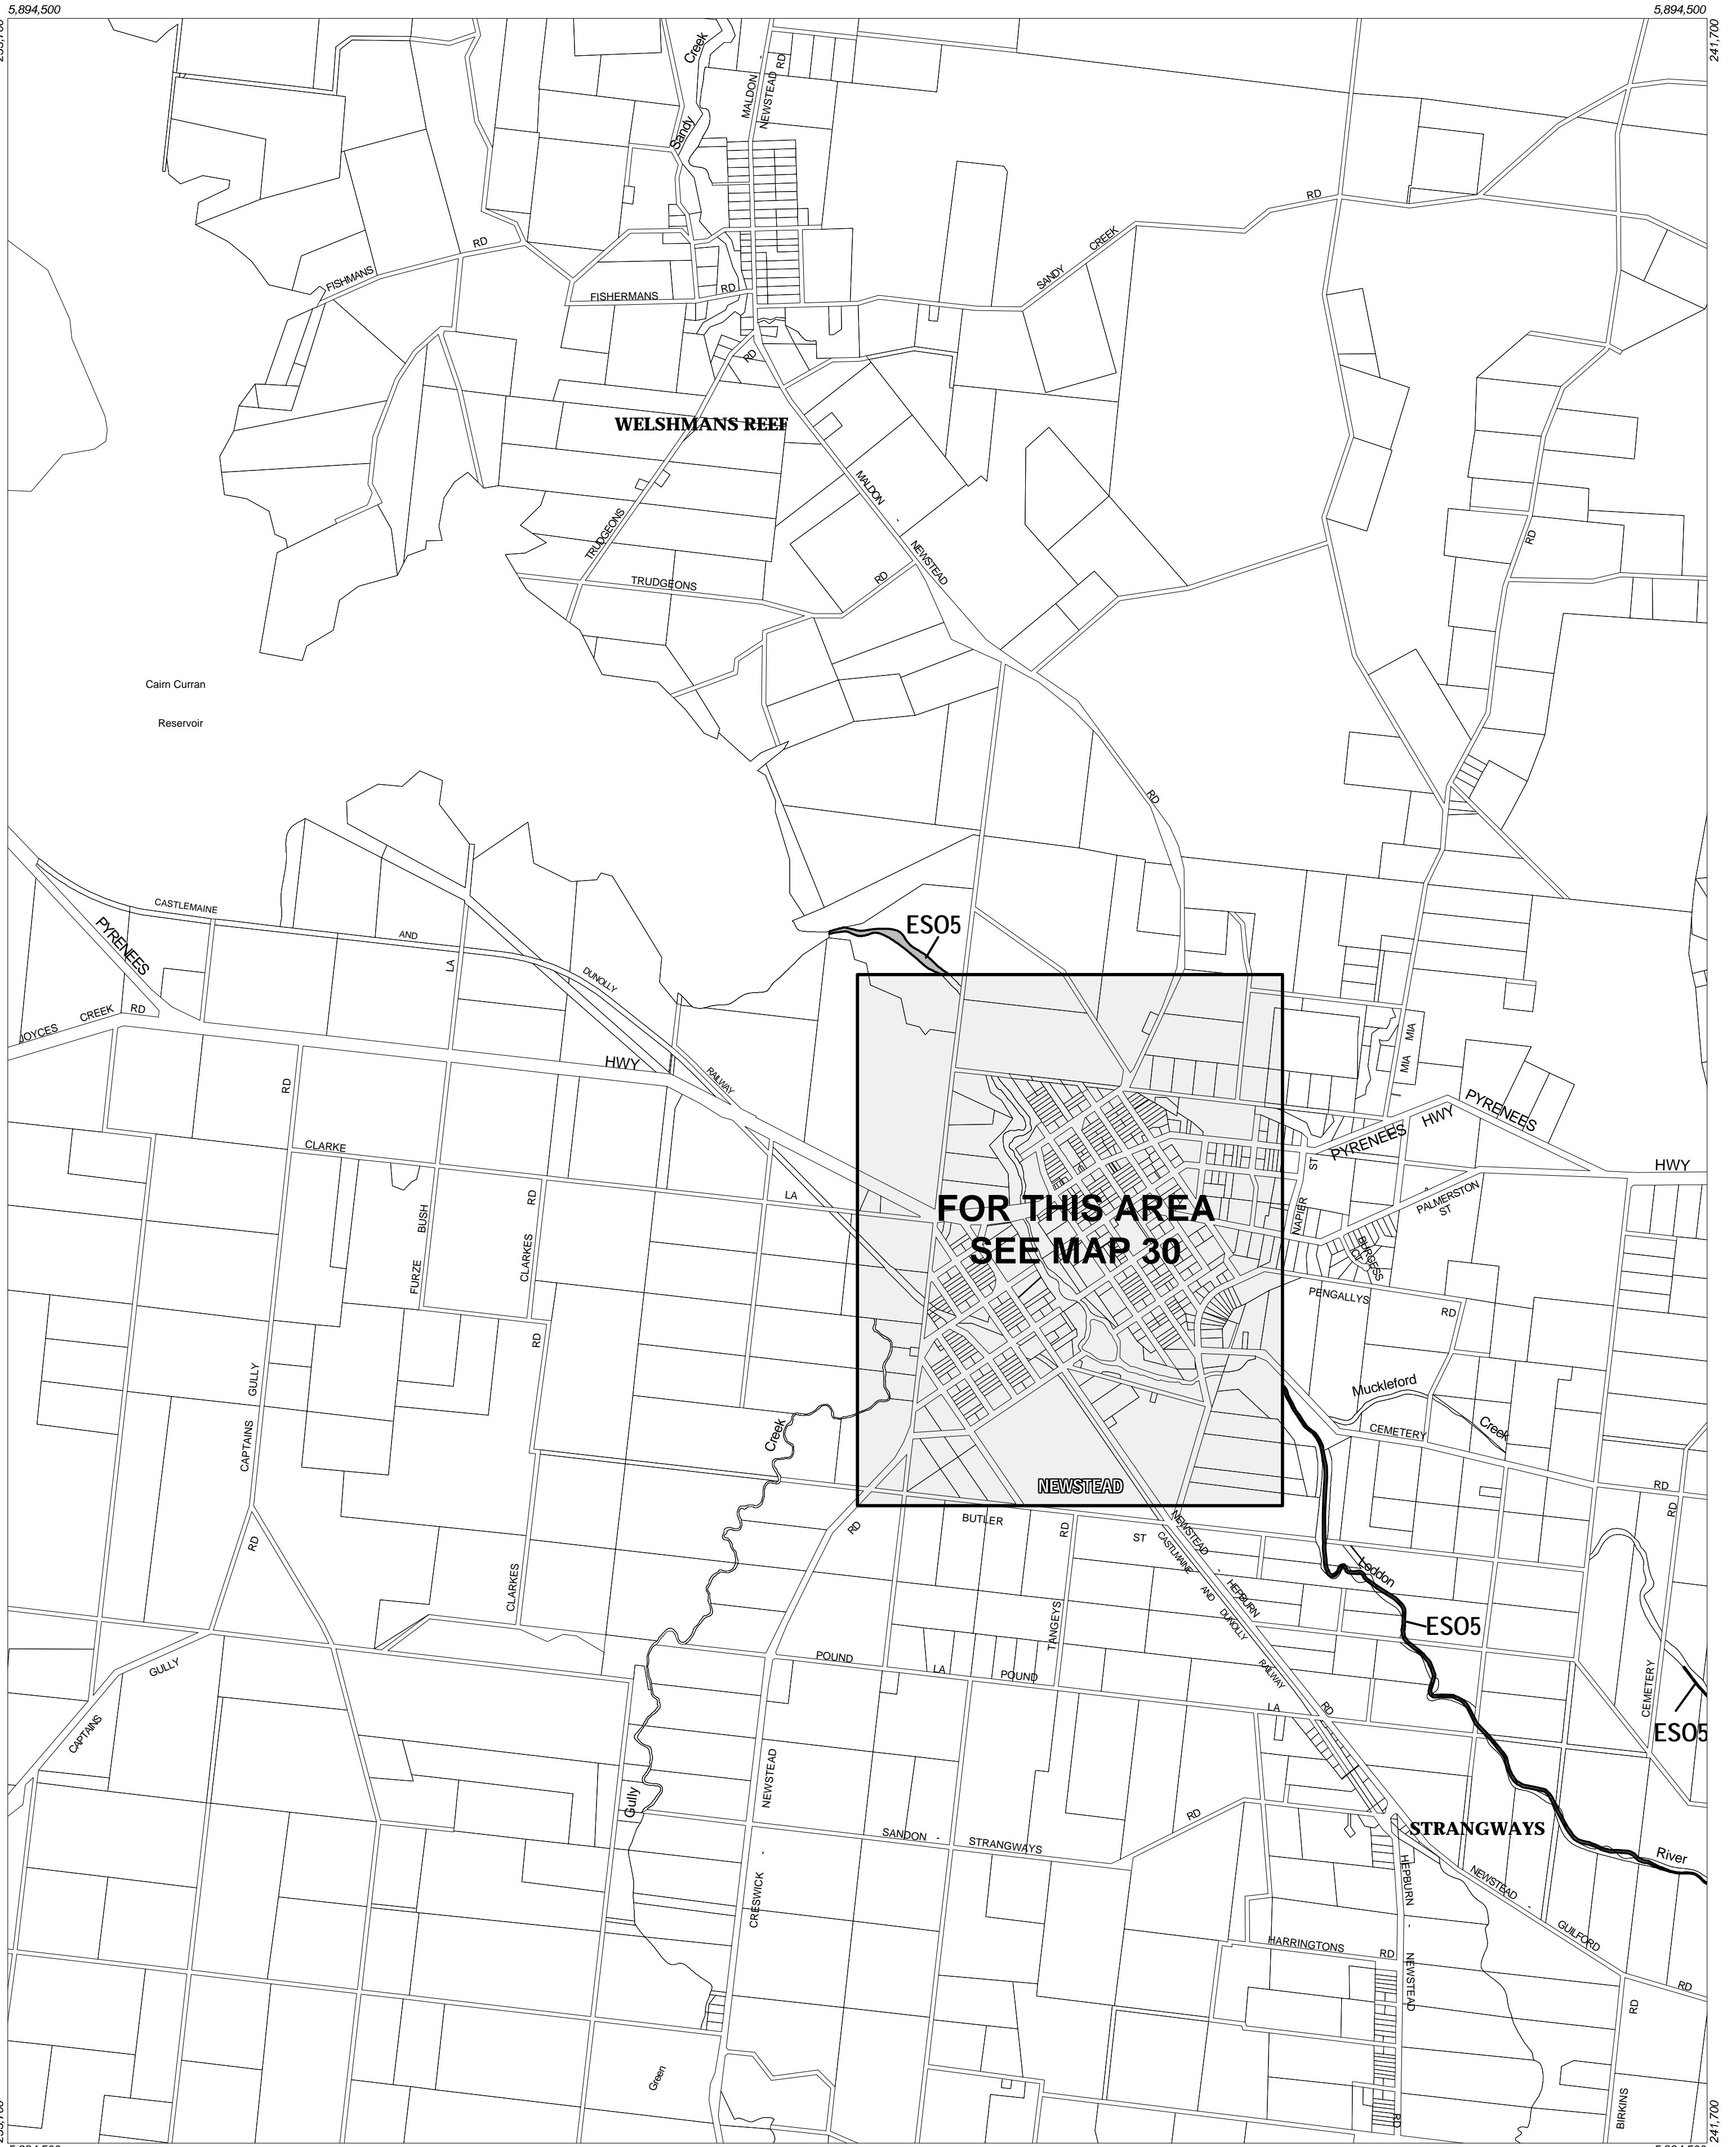 5,894,500
5,894,500
241,700
Creek
Sandy
MALDON -
NEWSTEAD RD
RD
SANDY
CREEK
RD
FISHMANS
FISHERMANS
RD
RD
WELSHMANS REEF
MALDON
-
NEWSTEAD
RD
TRUDGEONS
TRUDGEONS
RD
RD
Cairn Curran
Reservoir
CASTLEMAINE
AND
DUNOLLY
RAILWAY
PYRENEES
HWY
LA
JOYCES
CREEK
RD
ESO5
MIA
MIA
PYRENEES
HWY
PYRENEES
HWY
RD
CLARKE
LA
ST
NAPIER
PALMERSTON
ST
BURGESS
CT
FOR THIS AREA
SEE MAP 30
BUSH
FURZE
RD
CLARKES
RD
PENGALLYS
RD
GULLY
CAPTAINS
RD
Creek
Muckleford
Creek
CEMETERY
RD
RD
NEWSTEAD
RD
BUTLER
RD
ST
NEWSTEAD
-
HEPBURN
CASTLMAINE
AND
DUNOLLY
RAILWAY
RD
Loddon
ESO5
CLARKES
TANGEYS
POUND
LA
POUND
LA
GULLY
CAPTAINS
CEMETERY
ESO5
NEWSTEAD
Gully
RD
SANDON -
STRANGWAYS
STRANGWAYS
River
CRESWICK
-
HEPBURN
-
NEWSTEAD
NEWSTEAD
-
GUILFORD
RD
HARRINGTONS
RD
RD
Green
BIRKINS
RD
241,700